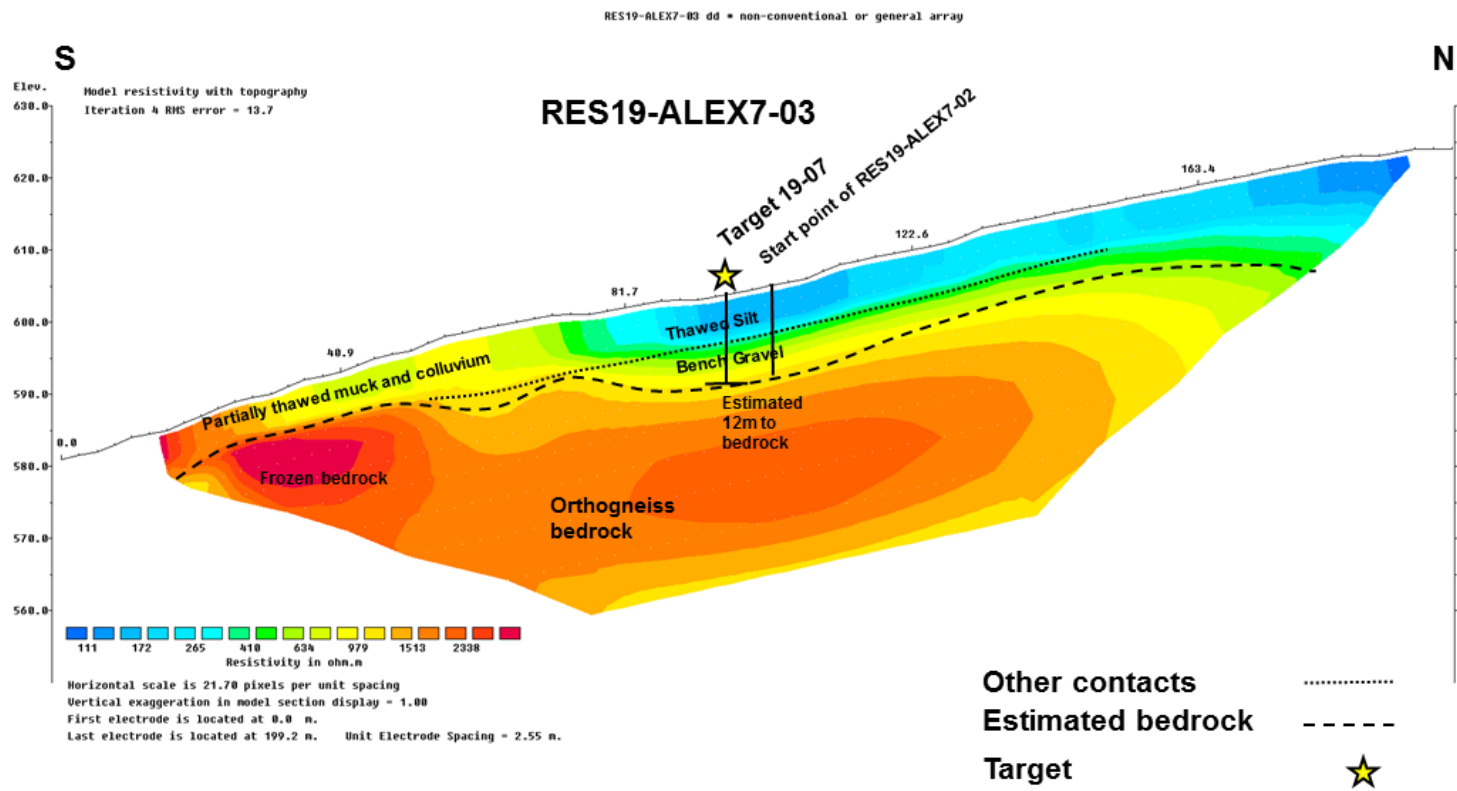 RES19-ALEX7-03 dd * non-conventional or general array
S
N
Elev.
Model resistivity with topography
Iteration 4 RMS error = 13.7
RES19-ALEX7-03
630.0
620.0
610.0
600.0
590.0
580.0
570.0
560.0
0.0
40.9
81.7
122.6
163.4
Target 19-07
Start point of RES19-ALEX7-02
Thawed Silt
Bench Gravel
Partially thawed muck and colluvium
Estimated
12m to
bedrock
Frozen bedrock
Orthogneiss
bedrock
111 172 265 410 634 979 1513 2338
Resistivity in ohm.m
Horizontal scale is 21.70 pixels per unit spacing
Vertical exaggeration in model section display = 1.00
First electrode is located at 0.0 m.
Last electrode is located at 199.2 m. Unit Electrode Spacing = 2.55 m.
Other contacts
Estimated bedrock
Target